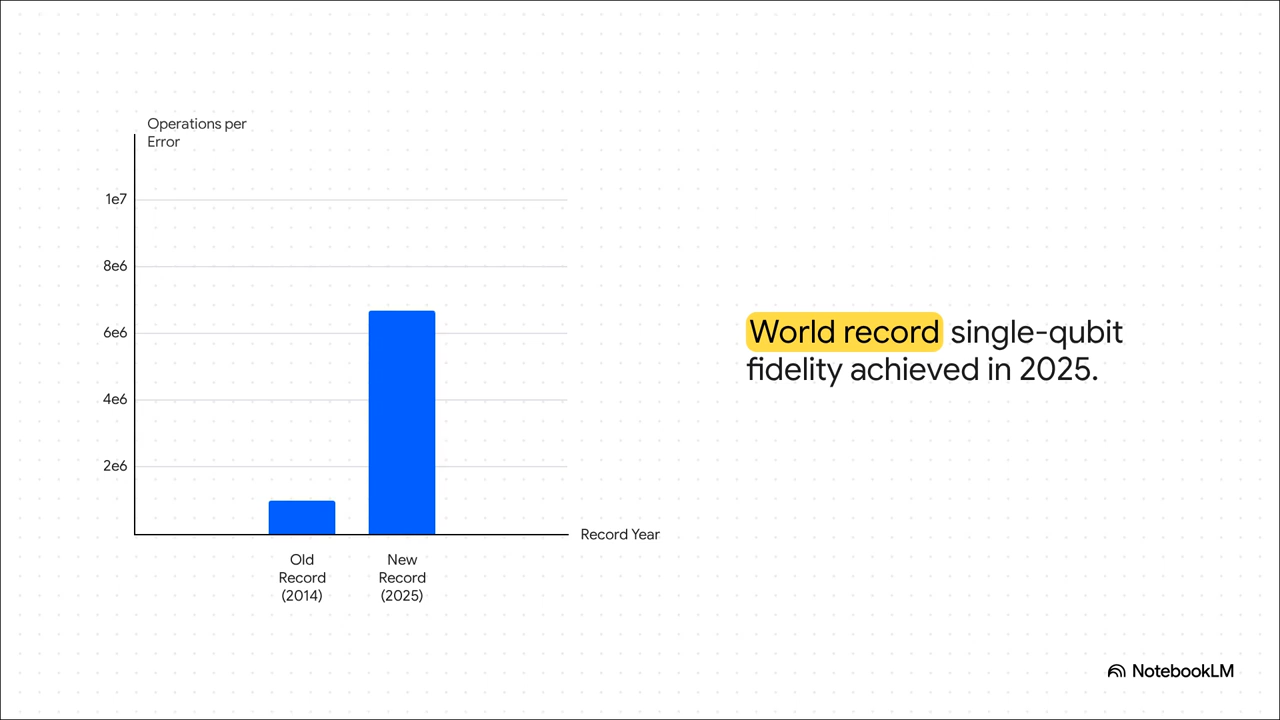 Operations per
Error
1e7
8e6
6e6
4e6
2e6
Record Year
Old
Record
(2014)
New
Record
(2025)
World record single-qubit
fidelity achieved in 2025.
NotebookLM